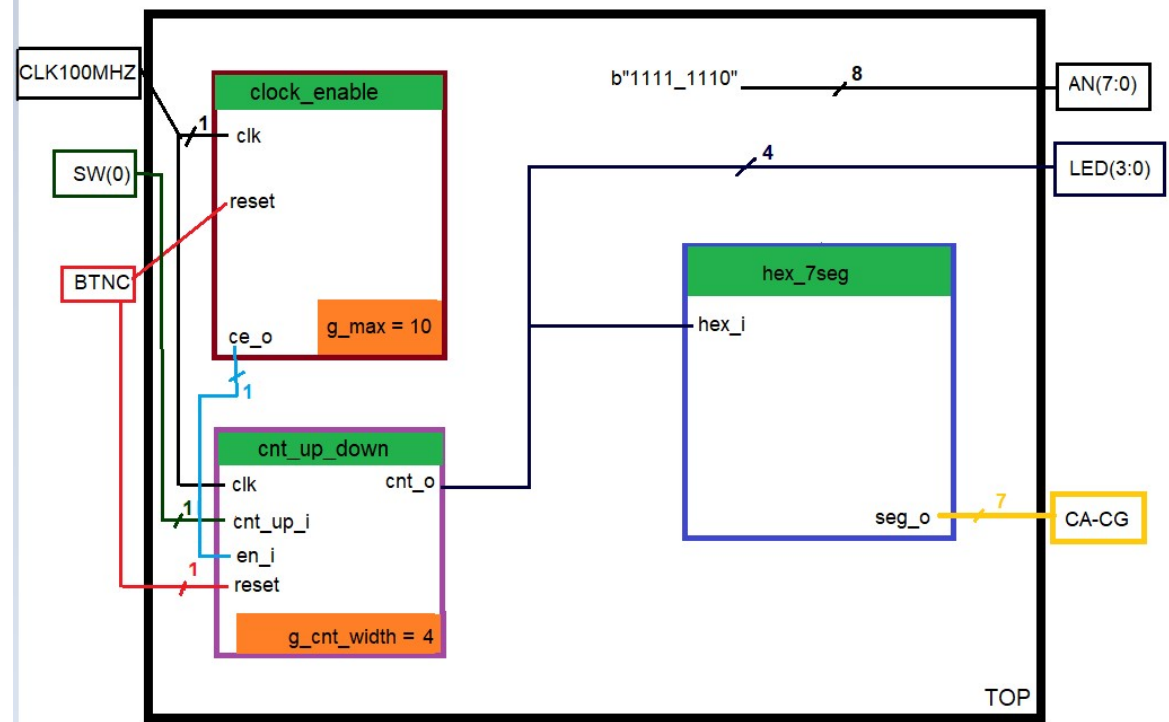 CLK100MHZ
SW(0)
BTNC
clock_enable
1
clk
reset
g_max = 10
ce_o
1
cnt_up_down
clk
cnt_o
1
cnt_up_i
en_i
1
reset
g_cnt_width = 4
b"1111_1110"
8
AN(7:0)
4
LED(3:0)
hex_7seg
hex_i
seg_o
7
CA-CG
TOP